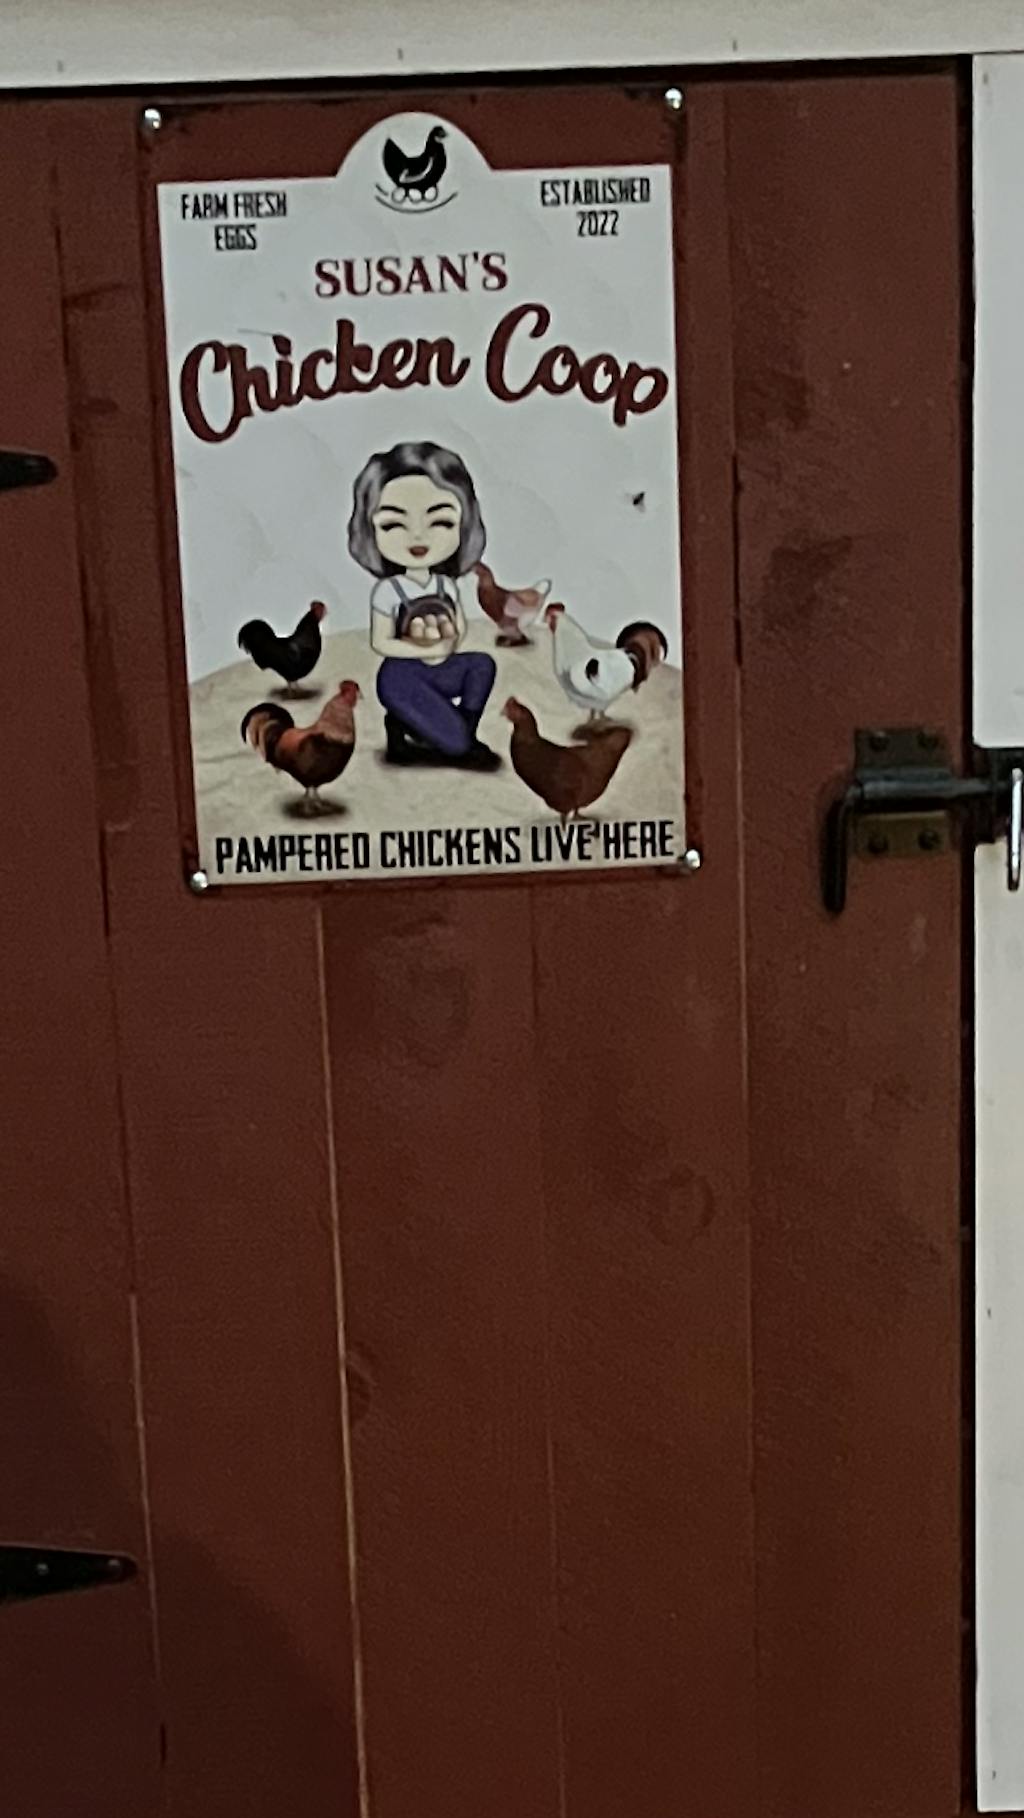 FARM FRESH
EGGS
ESTABLISHED
2022
SUSAN'S
Chicken Coop
PAMPERED CHICKENS LIVE HERE